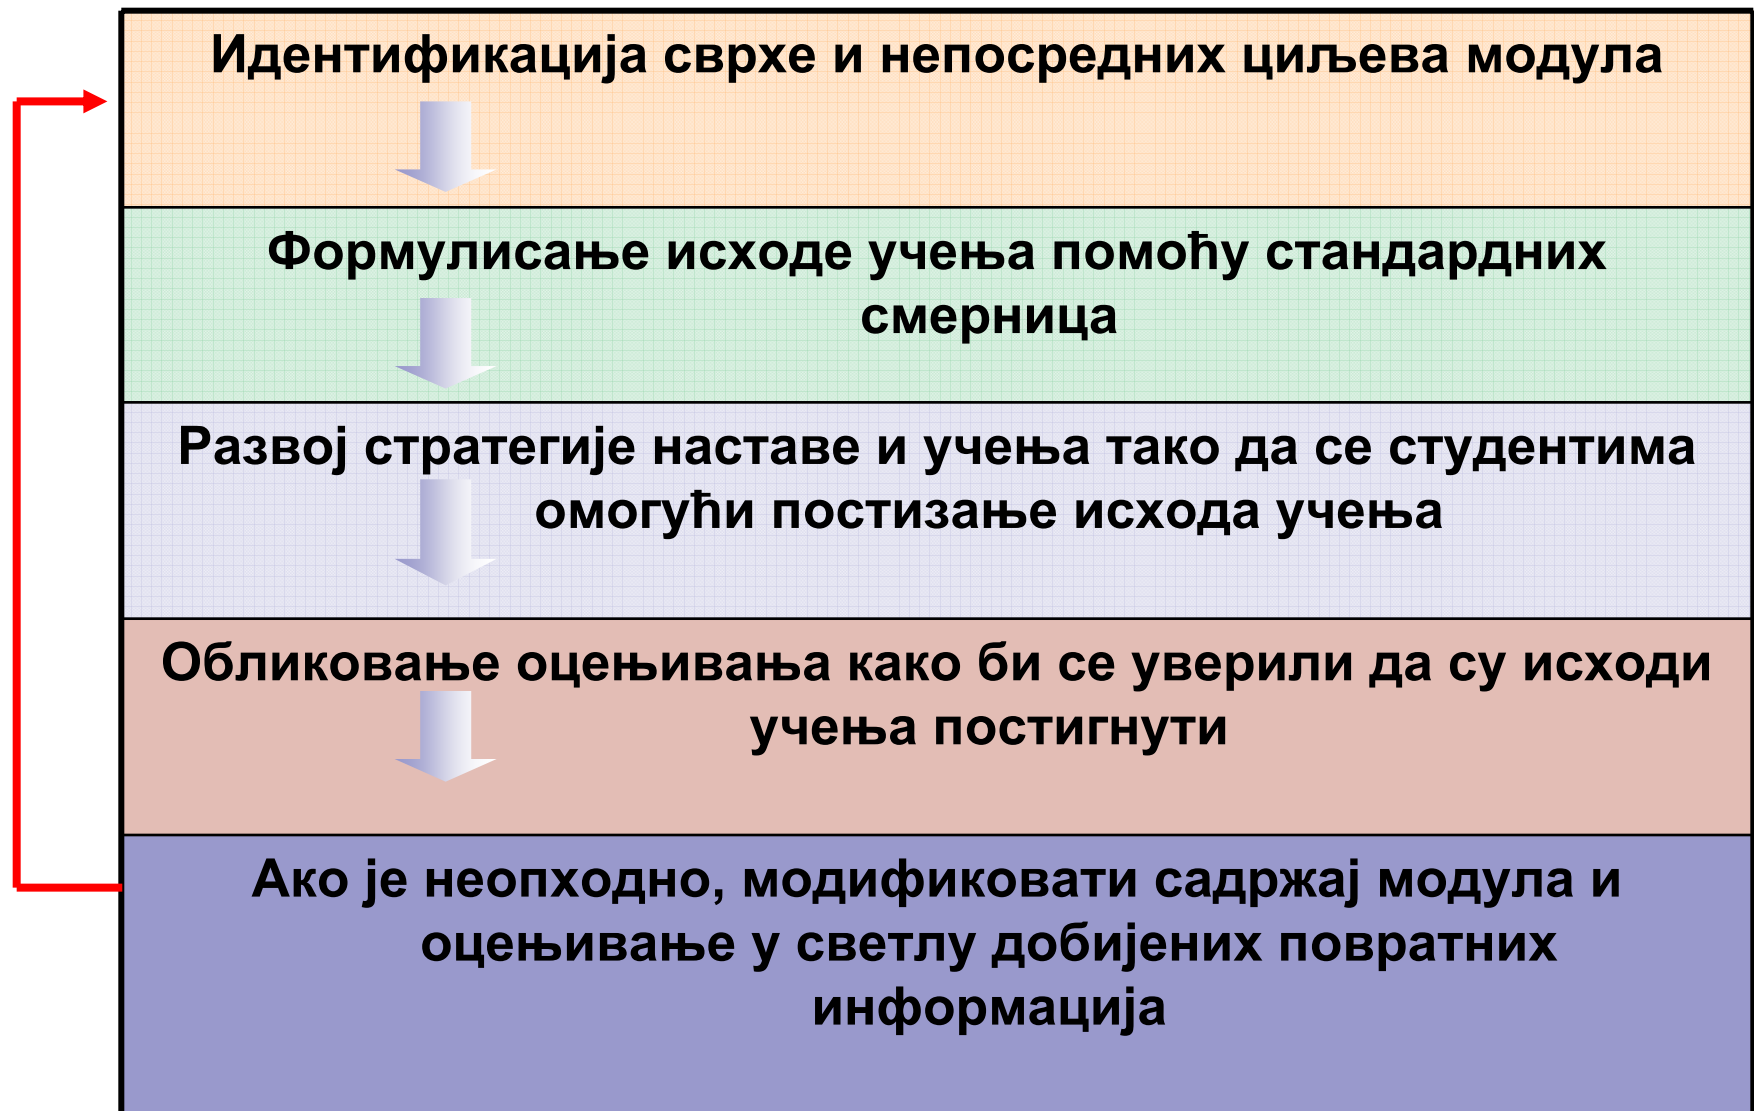 Идентификација сврхе и непосредних циљева модула
Формулисање исходе учења помоћу стандардних
смерница
Развој стратегије наставе и учења тако да се студентима
омогући постизање исхода учења
Обликовање оцењивања како би се уверили да су исходи
учења постигнути
Ако је неопходно, модификовати садржај модула и
оцењивање у светлу добијених повратних
информација